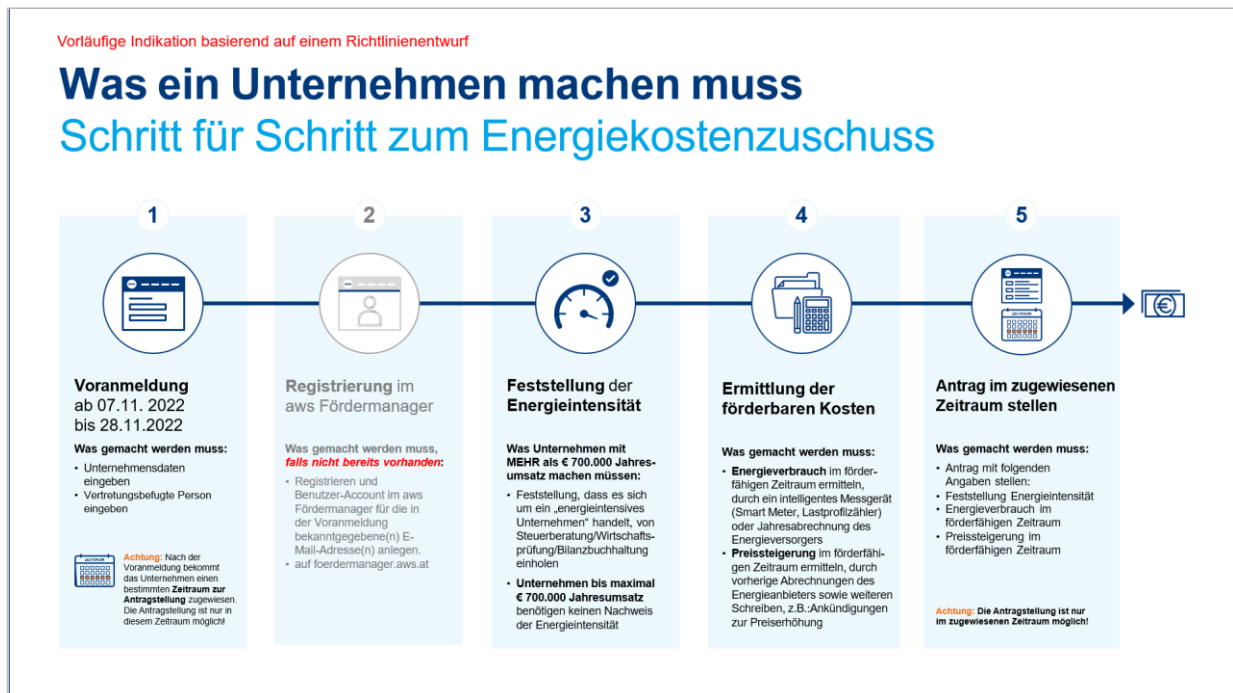 Vorläufige Indikation basierend auf einem Richtlinienentwurf
Was ein Unternehmen machen muss
Schritt für Schritt zum Energiekostenzuschuss
1
Voranmeldung
ab 07.11. 2022
bis 28.11.2022
Was gemacht werden muss:
• Unternehmensdaten
eingeben
• Vertretungsbefugte Person
eingeben
Achtung: Nach der
Voranmeldung bekommt
das Unternehmen einen
bestimmten Zeitraum zur
Antragstellung zugewiesen.
Die Antragstellung ist nur in
diesem Zeitraum möglich!
2
Registrierung im
aws Fördermanager
Was gemacht werden muss,
falls nicht bereits vorhanden:
• Registrieren und
Benutzer-Account im aws
Fördermanager für die in
der Voranmeldung
bekanntgegebene(n) E-
Mail-Adresse(n) anlegen.
• auf foerdermanager.aws.at
3
Feststellung der
Energieintensität
Was Unternehmen mit
MEHR als € 700.000 Jahres-
umsatz machen müssen:
• Feststellung, dass es sich
um ein „energieintensives
Unternehmen“ handelt, von
Steuerberatung/Wirtschafts-
prüfung/Bilanzbuchhaltung
einholen
• Unternehmen bis maximal
€ 700.000 Jahresumsatz
benötigen keinen Nachweis
der Energieintensität
4
Ermittlung der
förderbaren Kosten
Was gemacht werden muss:
• Energieverbrauch im förder-
fähigen Zeitraum ermitteln,
durch ein intelligentes Messgerät
(Smart Meter, Lastprofilzähler)
oder Jahresabrechnung des
Energieversorgers
• Preissteigerung im förderfähi-
gen Zeitraum ermitteln, durch
vorherige Abrechnungen des
Energieanbieters sowie weiteren
Schreiben, z.B.:Ankündigungen
zur Preiserhöhung
5
Antrag im zugewiesenen
Zeitraum stellen
Was gemacht werden muss:
• Antrag mit folgenden
Angaben stellen:
• Feststellung Energieintensität
• Energieverbrauch im
förderfähigen Zeitraum
• Preissteigerung im
förderfähigen Zeitraum
Achtung: Die Antragstellung ist nur
im zugewiesenen Zeitraum möglich!